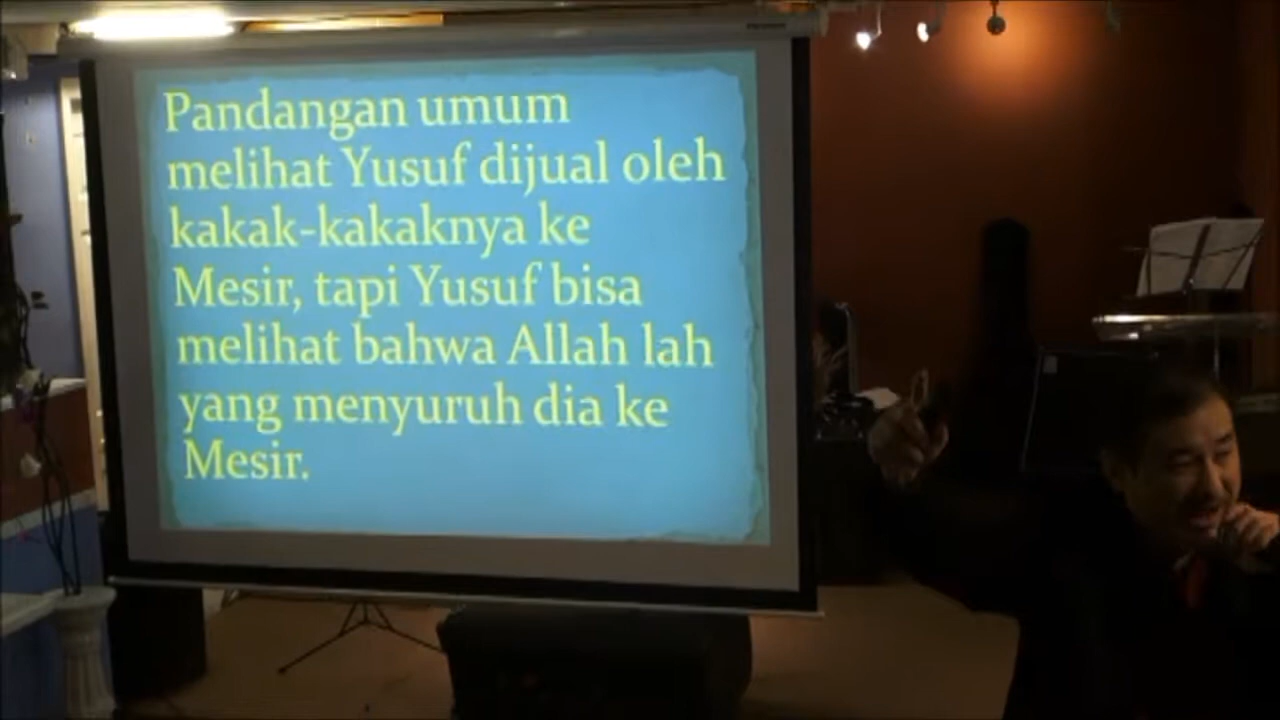 Pandangan umum
melihat Yusuf dijual oleh
kakak-kakaknya ke
Mesir, tapi Yusuf bisa
melihat bahwa Allah lah
yang menyuruh dia ke
Mesir.